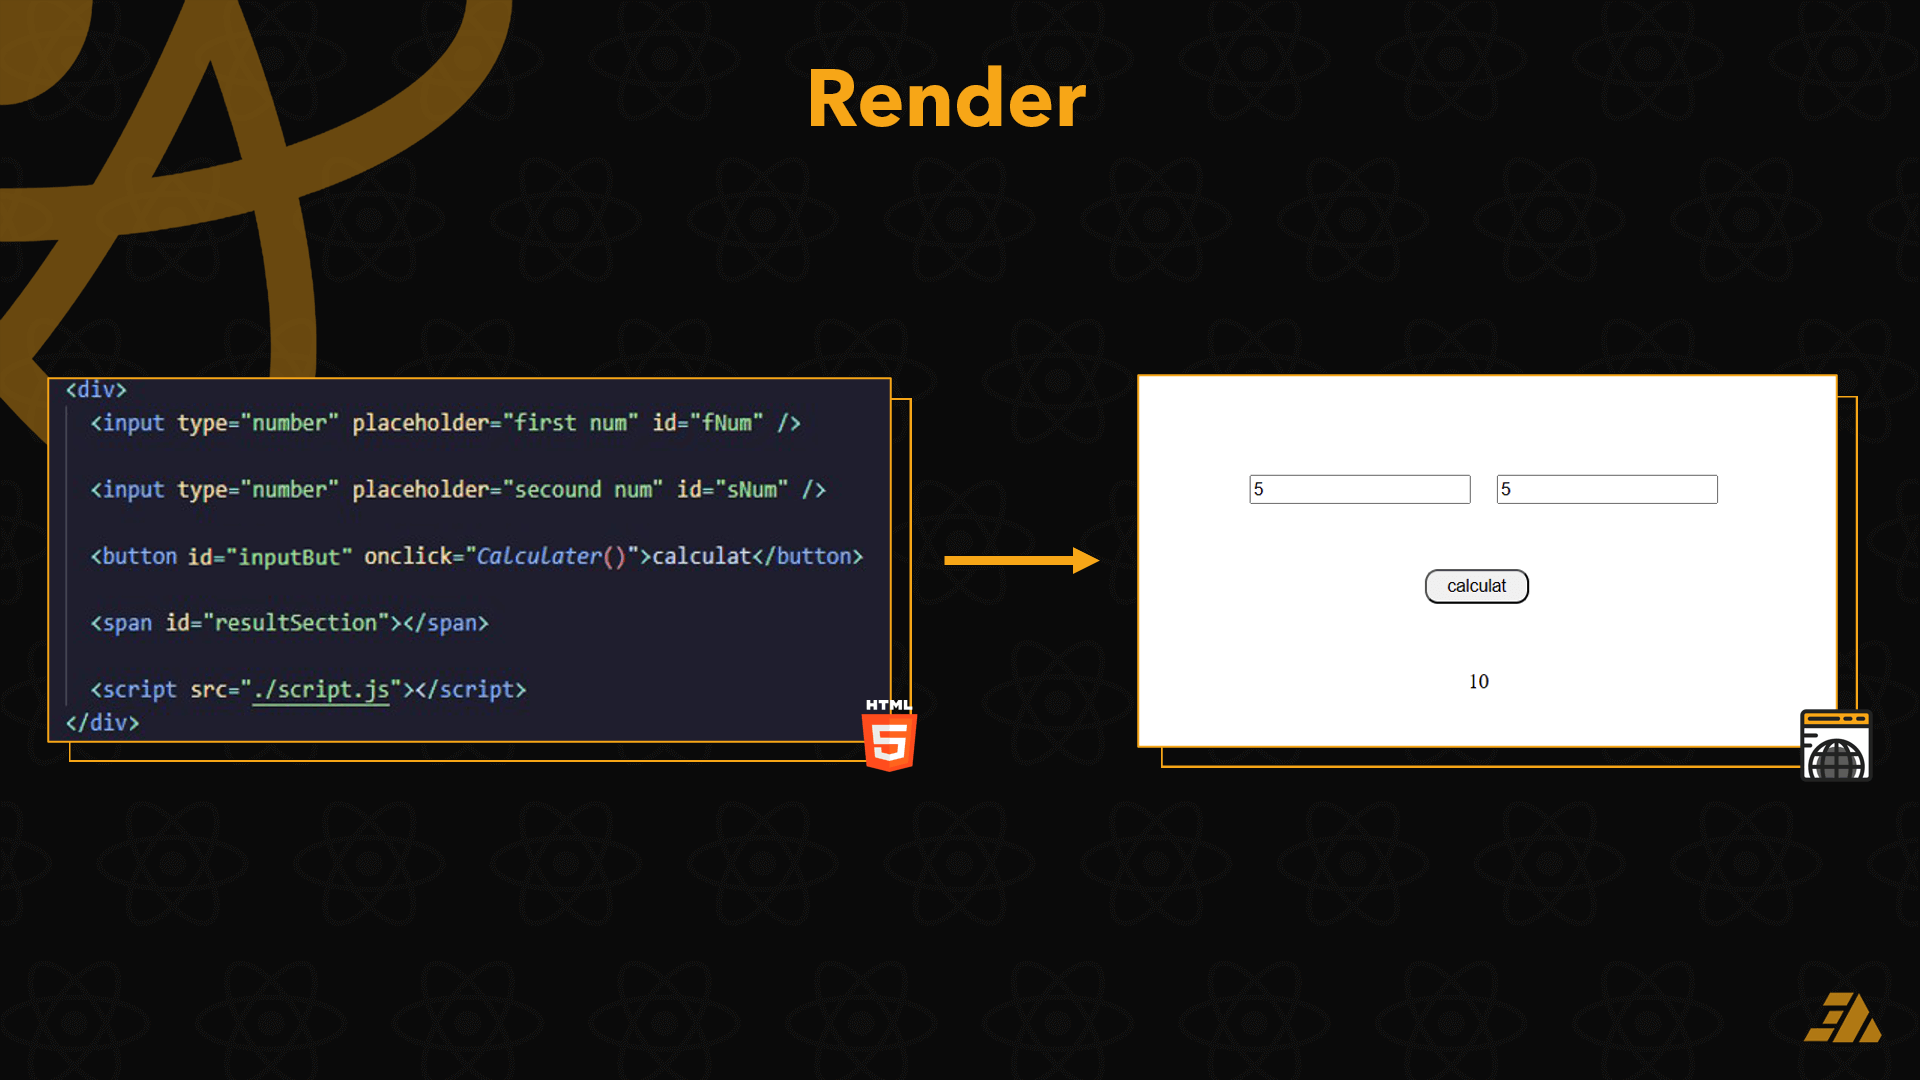 Render
<div>
<input type="number" placeholder="first num" id="fNum" />
<input type="number" placeholder="secound num" id="sNum" />
<button id="inputBut" onclick="Calculater()">calculat</button>
<span id="resultSection"></span>
<script src="./script.js"></script>
</div>
HTML
5
5 5
calculat
10